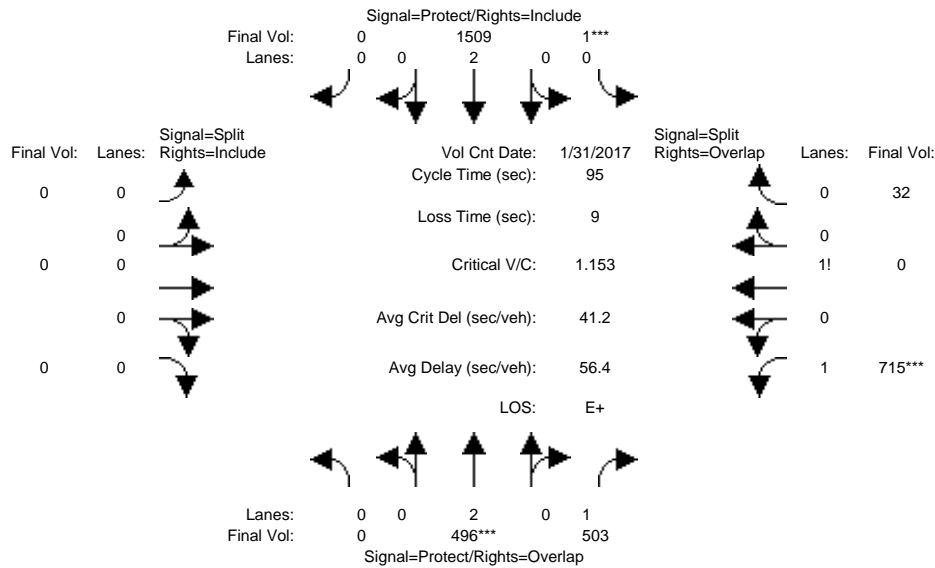 Signal=Protect/Rights=Include
Final Vol: 0 1509 1***
Lanes: 0 0 2 0 0
Signal=Split Signal=Split
Final Vol: Lanes: Rights=Include Vol Cnt Date: 1/31/2017 Rights=Overlap Lanes: Final Vol:
Cycle Time (sec): 95
0 0 0 32
Loss Time (sec): 9
0 0
0 0 Critical V/C: 1.153 1! 0
0 Avg Crit Del (sec/veh): 41.2 0
0 0 Avg Delay (sec/veh): 56.4 1 715***
LOS: E+
Lanes: 0 0 2 0 1
Final Vol: 0 496*** 503
Signal=Protect/Rights=Overlap